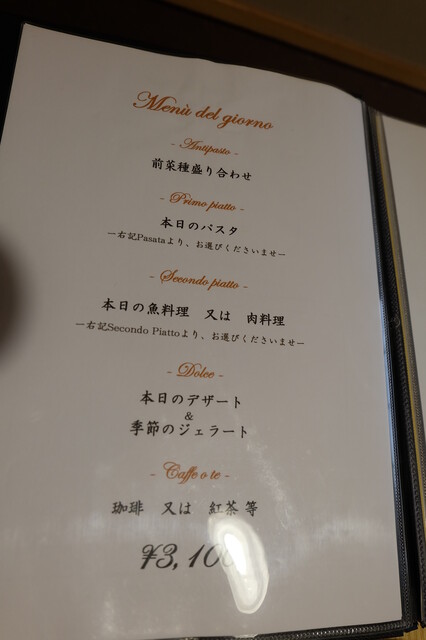 Menù del giorno
- Antipasto -
前菜種盛り合わせ
- Primo piatto -
本日のパスタ
ー右記Pasataより、お選びくださいませー
- Secondo piatto -
本日の魚料理 又は 肉料理
ー右記Secondo Piattoより、お選びくださいませー
- Dolce -
本日のデザート
&
季節のジェラート
- Caffe o te -
珈琲 又は 紅茶 等